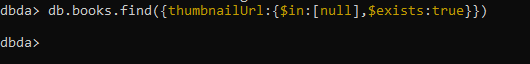 dbda> db.books.find({thumbnailUrl:{$in:[null],$exists:true}})
dbda>